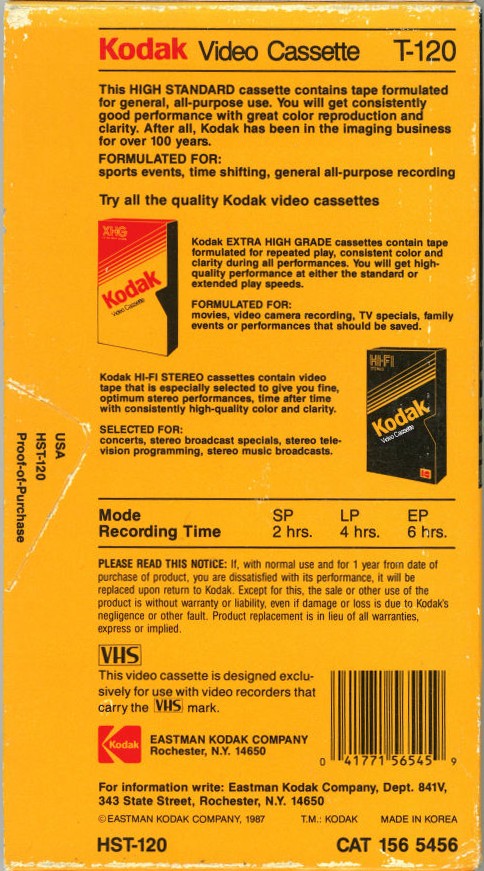 Kodak Video Cassette T-120
This HIGH STANDARD cassette contains tape formulated
for general, all-purpose use. You will get consistently
good performance with great color reproduction and
clarity. After all, Kodak has been in the imaging business
for over 100 years.
FORMULATED FOR:
sports events, time shifting, general all-purpose recording
Try all the quality Kodak video cassettes
XHG
Kodak
Video Cassette
Kodak EXTRA HIGH GRADE cassettes contain tape
formulated for repeated play, consistent color and
clarity during all performances. You will get high-
quality performance at either the standard or
extended play speeds.
FORMULATED FOR:
movies, video camera recording, TV specials, family
events or performances that should be saved.
Kodak HI-FI STEREO cassettes contain video
tape that is especially selected to give you fine,
optimum stereo performances, time after time
with consistently high-quality color and clarity.
SELECTED FOR:
concerts, stereo broadcast specials, stereo tele-
vision programming, stereo music broadcasts.
HI-FI
STEREO
Kodak
Video Cassette
USA
HST-120
Proof-of-Purchase
Mode SP LP EP
Recording Time 2 hrs. 4 hrs. 6 hrs.
PLEASE READ THIS NOTICE: If, with normal use and for 1 year from date of
purchase of product, you are dissatisfied with its performance, it will be
replaced upon return to Kodak. Except for this, the sale or other use of the
product is without warranty or liability, even if damage or loss is due to Kodak's
negligence or other fault. Product replacement is in lieu of all warranties,
express or implied.
VHS
This video cassette is designed exclu-
sively for use with video recorders that
carry the VHS mark.
Kodak
EASTMAN KODAK COMPANY
Rochester, N.Y. 14650
0 41771 56545 9
For information write: Eastman Kodak Company, Dept. 841V,
343 State Street, Rochester, N.Y. 14650
©EASTMAN KODAK COMPANY, 1987 T.M.: KODAK MADE IN KOREA
HST-120 CAT 156 5456